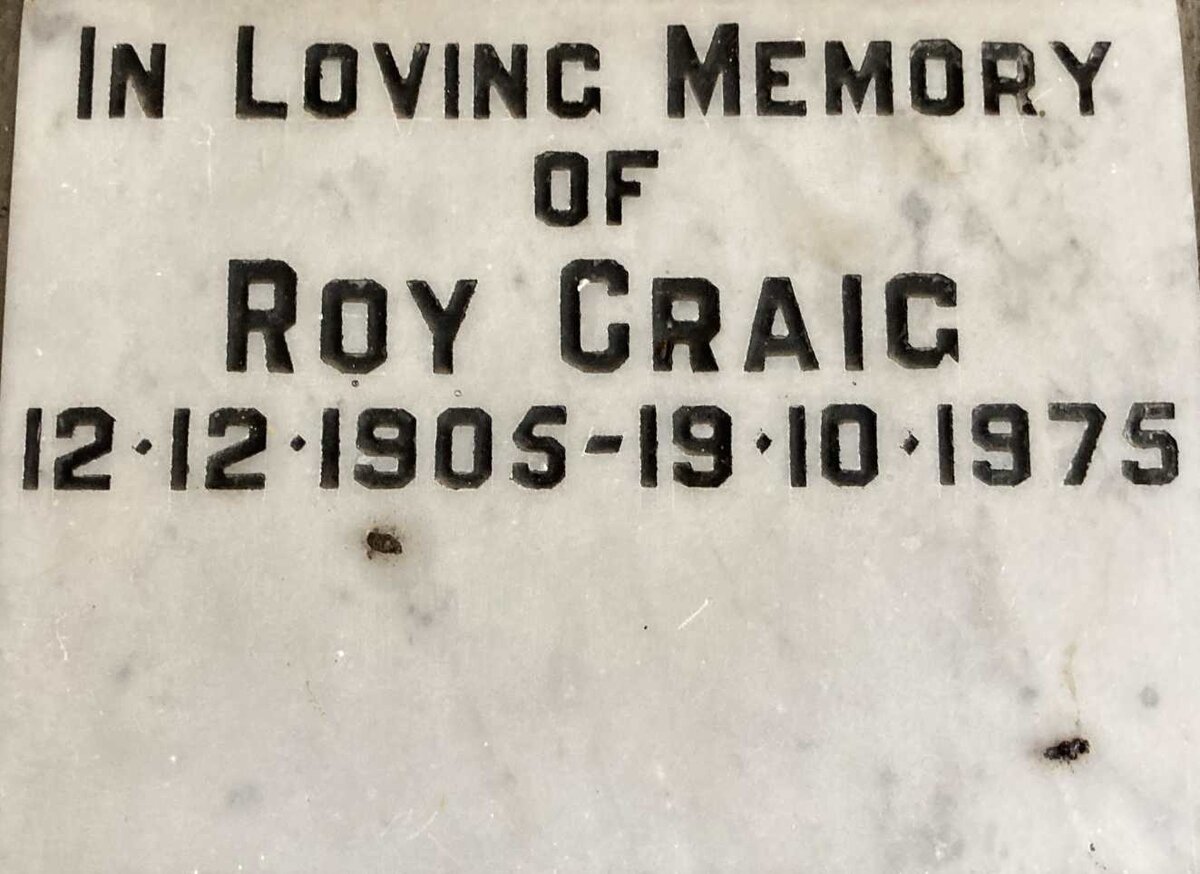 In Loving Memory
of
Roy Craig
12·12·1905-19·10·1975